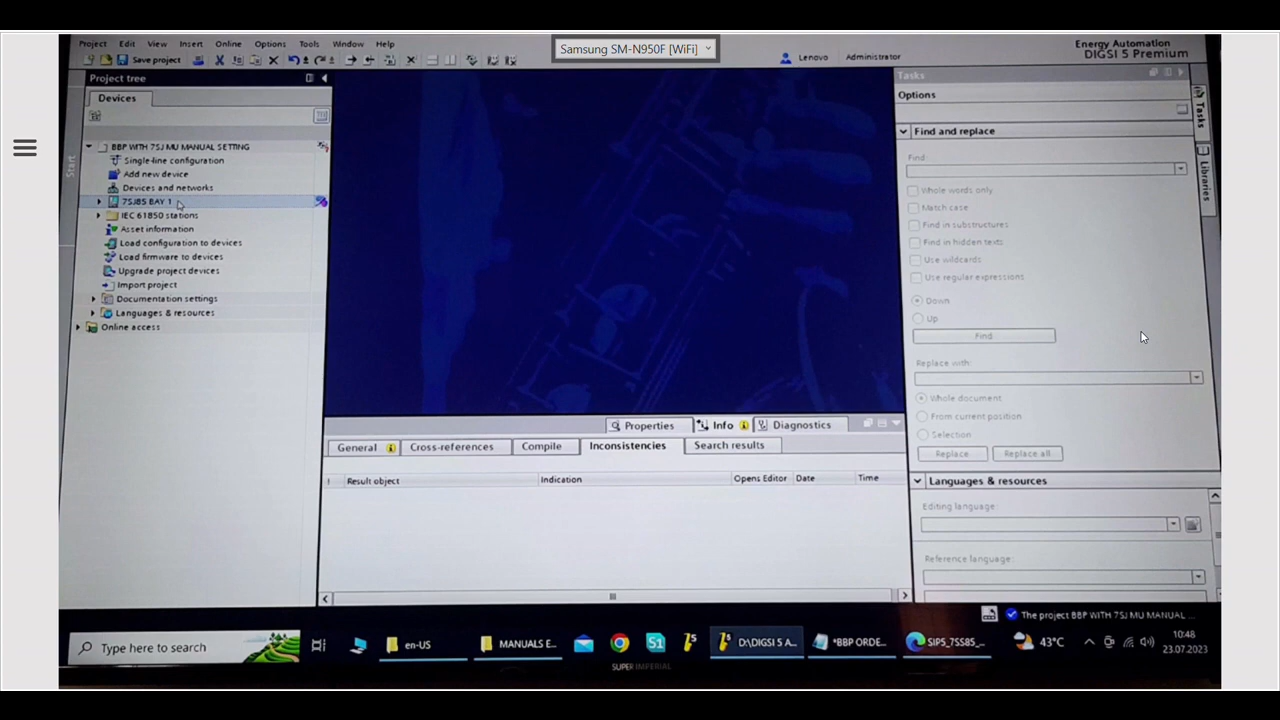 Samsung SM-N950F [WiFi]
Project Edit View Insert Online Options Tools Window Help
Energy Automation
DIGSI 5 Premium
Save project
Lenovo Administrator
Project tree
Devices
Start
BBP WITH 7SJ MU MANUAL SETTING
Single-line configuration
Add new device
Devices and networks
7SJ85 BAY 1
IEC 61850 stations
Asset information
Load configuration to devices
Load firmware to devices
Upgrade project devices
Import project
Documentation settings
Languages & resources
Online access
Properties Info Diagnostics
General Cross-references Compile Inconsistencies Search results
! Result object Indication Opens Editor Date Time
Tasks
Options
Find and replace
Find:
Whole words only
Match case
Find in substructures
Find in hidden texts
Use wildcards
Use regular expressions
Down
Up
Find
Replace with:
Whole document
From current position
Selection
Replace Replace all
Languages & resources
Editing language:
Reference language:
Tasks
Libraries
The project BBP WITH 7SJ MU MANUAL ...
Type here to search
en-US
MANUALS E...
S1
D:\DIGSI 5 A...
*BBP ORDE...
SIP5_7SS85_...
43°C
10:48
23.07.2023
SUPER IMPERIAL